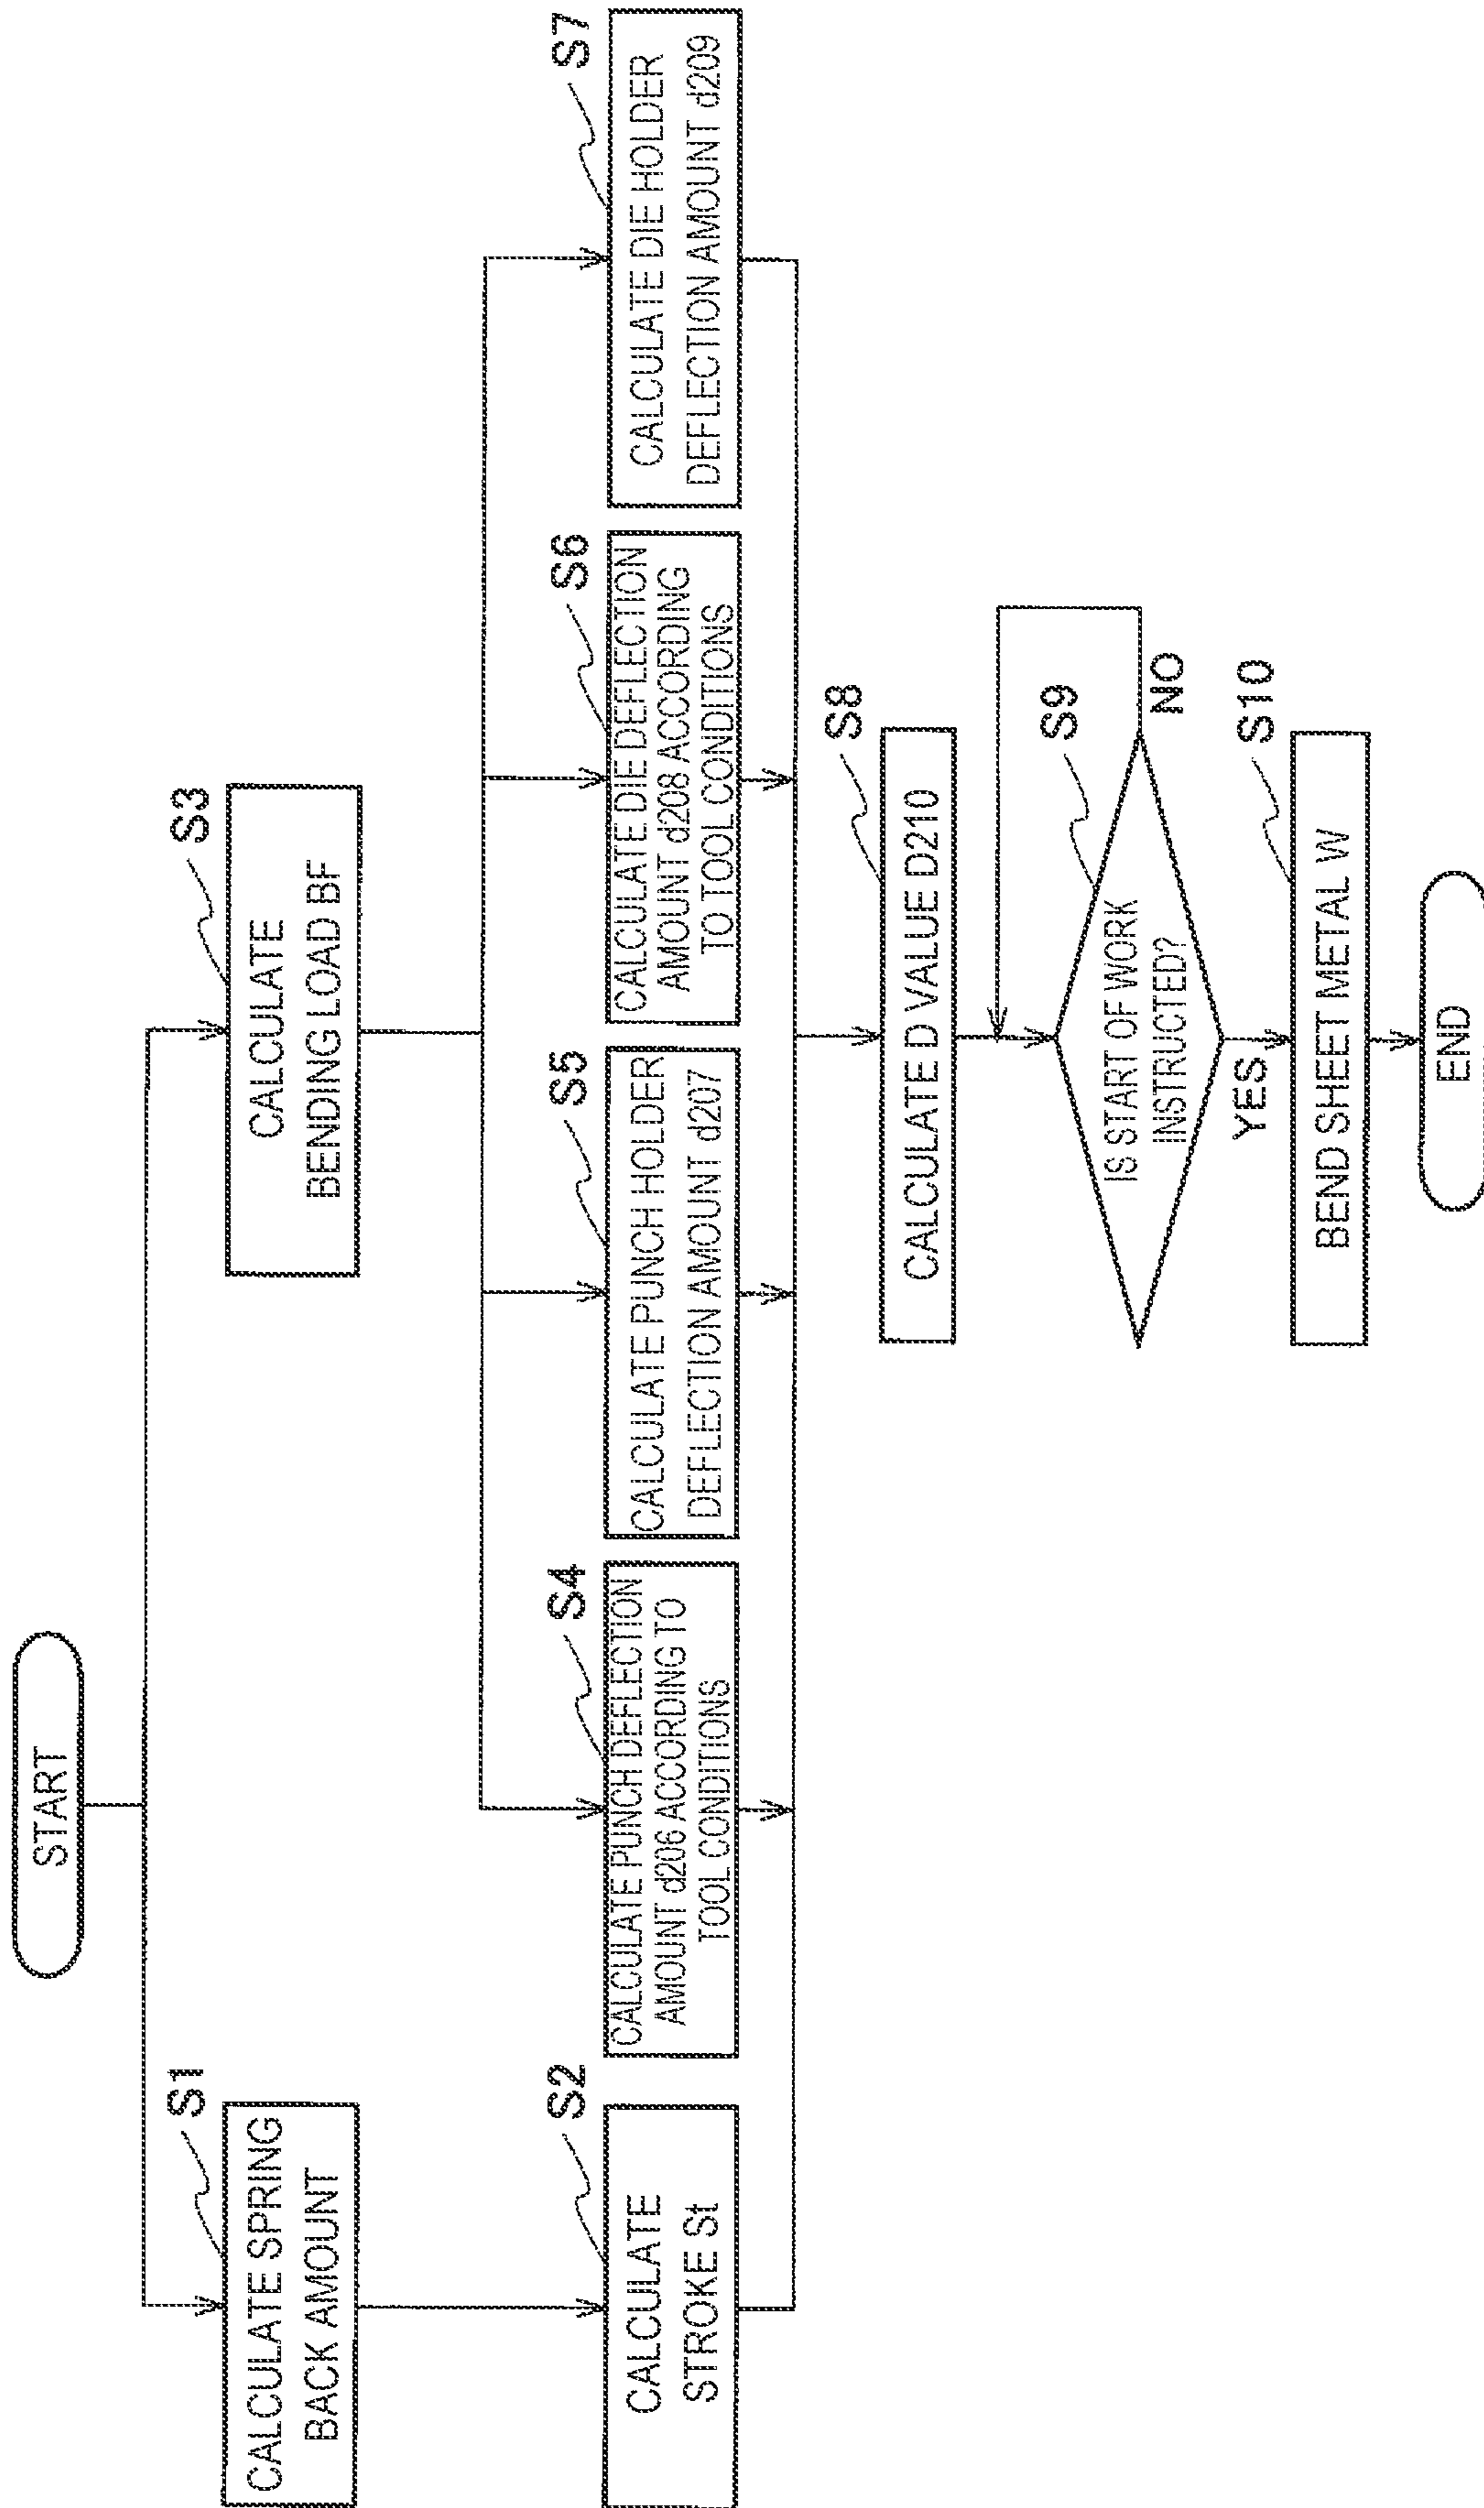 START
S1
CALCULATE SPRING
BACK AMOUNT
S3
CALCULATE
BENDING LOAD BF
S2
CALCULATE
STROKE St
S4
CALCULATE PUNCH DEFLECTION
AMOUNT d206 ACCORDING TO
TOOL CONDITIONS
S5
CALCULATE PUNCH HOLDER
DEFLECTION AMOUNT d207
S6
CALCULATE DIE DEFLECTION
AMOUNT d208 ACCORDING
TO TOOL CONDITIONS
S7
CALCULATE DIE HOLDER
DEFLECTION AMOUNT d209
S8
CALCULATE D VALUE D210
S9
IS START OF WORK
INSTRUCTED?
NO
YES
S10
BEND SHEET METAL W
END